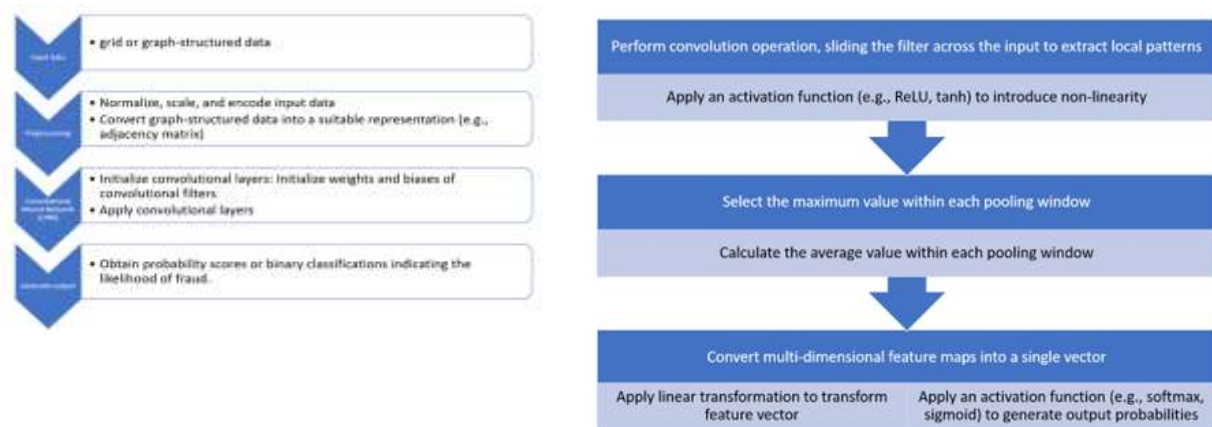 Input data
• grid or graph-structured data
Preprocessing
• Normalize, scale, and encode input data
• Convert graph-structured data into a suitable representation (e.g.,
adjacency matrix)
• Initialize convolutional layers: Initialize weights and biases of
convolutional filters
• Apply convolutional layers
• Obtain probability scores or binary classifications indicating the
likelihood of fraud.
Perform convolution operation, sliding the filter across the input to extract local patterns
Apply an activation function (e.g., ReLU, tanh) to introduce non-linearity
Select the maximum value within each pooling window
Calculate the average value within each pooling window
Convert multi-dimensional feature maps into a single vector
Apply linear transformation to transform
feature vector
Apply an activation function (e.g., softmax,
sigmoid) to generate output probabilities